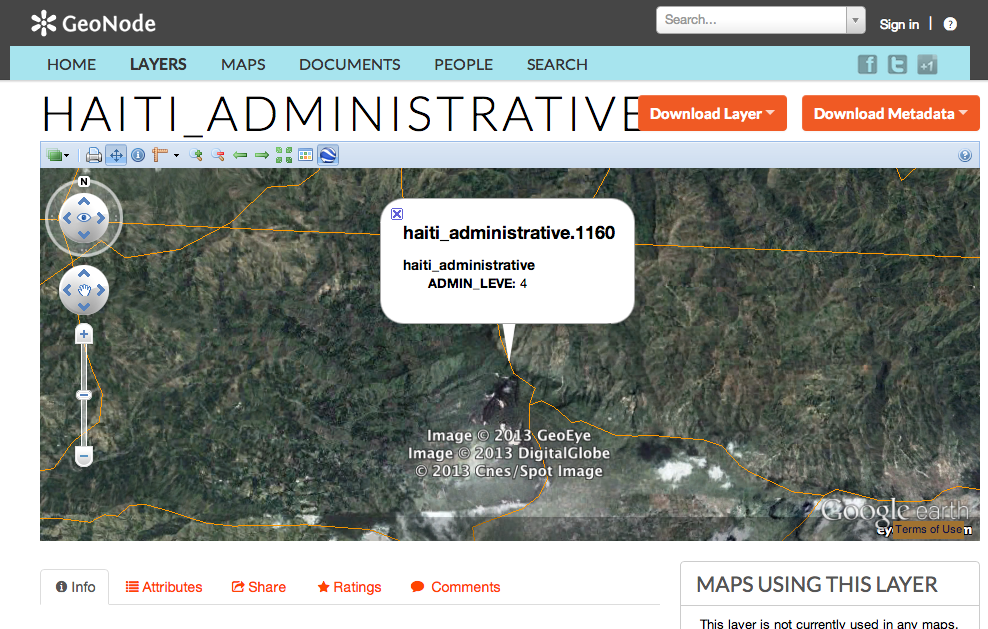 GeoNode
Search...
Sign in | ?
HOME LAYERS MAPS DOCUMENTS PEOPLE SEARCH
f t +1
HAITI_ADMINISTRATIVE
Download Layer
Download Metadata
N
haiti_administrative.1160
haiti_administrative
ADMIN_LEVE: 4
Image © 2013 GeoEye
Image © 2013 DigitalGlobe
© 2013 Cnes/Spot Image
Google earth
Terms of Use
Info Attributes Share Ratings Comments
MAPS USING THIS LAYER
This layer is not currently used in any maps.